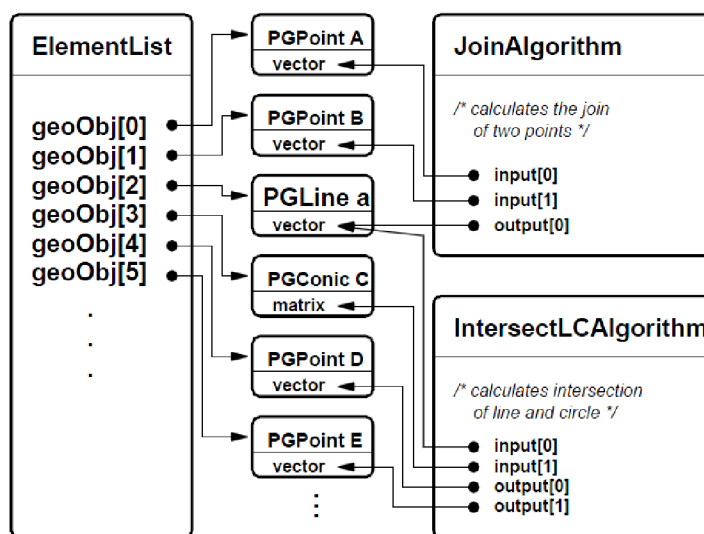 ElementList
geoObj[0]
geoObj[1]
geoObj[2]
geoObj[3]
geoObj[4]
geoObj[5]
.
.
.
PGPoint A
vector
PGPoint B
vector
PGLine a
vector
PGConic C
matrix
PGPoint D
vector
PGPoint E
vector
JoinAlgorithm
/* calculates the join
of two points */
input[0]
input[1]
output[0]
IntersectLCAlgorithm
/* calculates intersection
of line and circle */
input[0]
input[1]
output[0]
output[1]